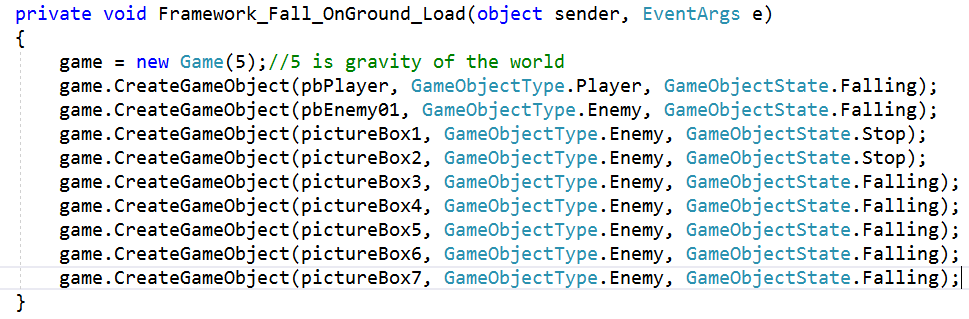 private void Framework_Fall_OnGround_Load(object sender, EventArgs e)
{
game = new Game(5);//5 is gravity of the world
game.CreateGameObject(pbPlayer, GameObjectType.Player, GameObjectState.Falling);
game.CreateGameObject(pbEnemy01, GameObjectType.Enemy, GameObjectState.Falling);
game.CreateGameObject(pictureBox1, GameObjectType.Enemy, GameObjectState.Stop);
game.CreateGameObject(pictureBox2, GameObjectType.Enemy, GameObjectState.Stop);
game.CreateGameObject(pictureBox3, GameObjectType.Enemy, GameObjectState.Falling);
game.CreateGameObject(pictureBox4, GameObjectType.Enemy, GameObjectState.Falling);
game.CreateGameObject(pictureBox5, GameObjectType.Enemy, GameObjectState.Falling);
game.CreateGameObject(pictureBox6, GameObjectType.Enemy, GameObjectState.Falling);
game.CreateGameObject(pictureBox7, GameObjectType.Enemy, GameObjectState.Falling);
}